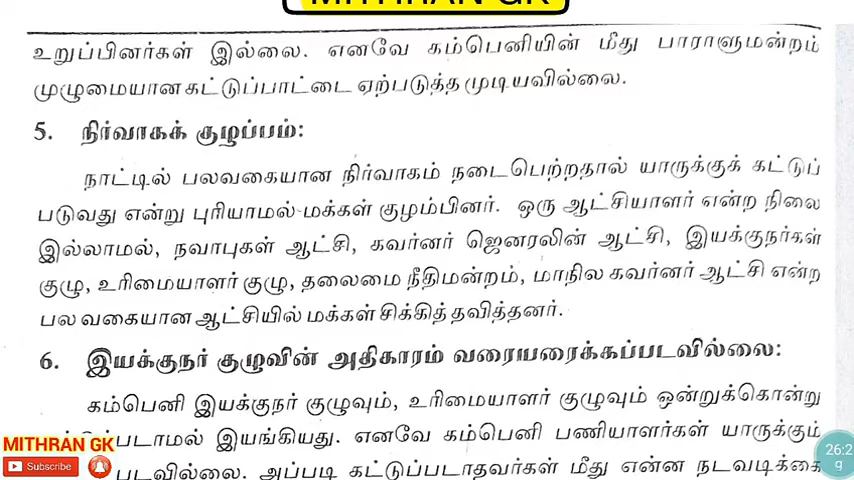 MITHRAN GK
உறுப்பினர்கள் இல்லை. எனவே கம்பெனியின் மீது பாராளுமன்றம்
முழுமையான கட்டுப்பாட்டை ஏற்படுத்த முடியவில்லை.
5. நிர்வாகக் குழப்பம்:
நாட்டில் பலவகையான நிர்வாகம் நடைபெற்றதால் யாருக்குக் கட்டுப்
படுவது என்று புரியாமல் மக்கள் குழம்பினர். ஒரு ஆட்சியாளர் என்ற நிலை
இல்லாமல், நவாபுகள் ஆட்சி, கவர்னர் ஜெனரலின் ஆட்சி, இயக்குநர்கள்
குழு, உரிமையாளர் குழு, தலைமை நீதிமன்றம், மாநில கவர்னர் ஆட்சி என்ற
பல வகையான ஆட்சியில் மக்கள் சிக்கித் தவித்தனர்.
6. இயக்குநர் குழுவின் அதிகாரம் வரையரைக்கப்படவில்லை:
கம்பெனி இயக்குநர் குழுவும், உரிமையாளர் குழுவும் ஒன்றுக்கொன்று
படாமல் இயங்கியது. எனவே கம்பெனி பணியாளர்கள் யாருக்கும்
படவில்லை. அப்படி கட்டுப்படாதவர்கள் மீது என்ன நடவடிக்கை
MITHRAN GK
Subscribe
26:2
g